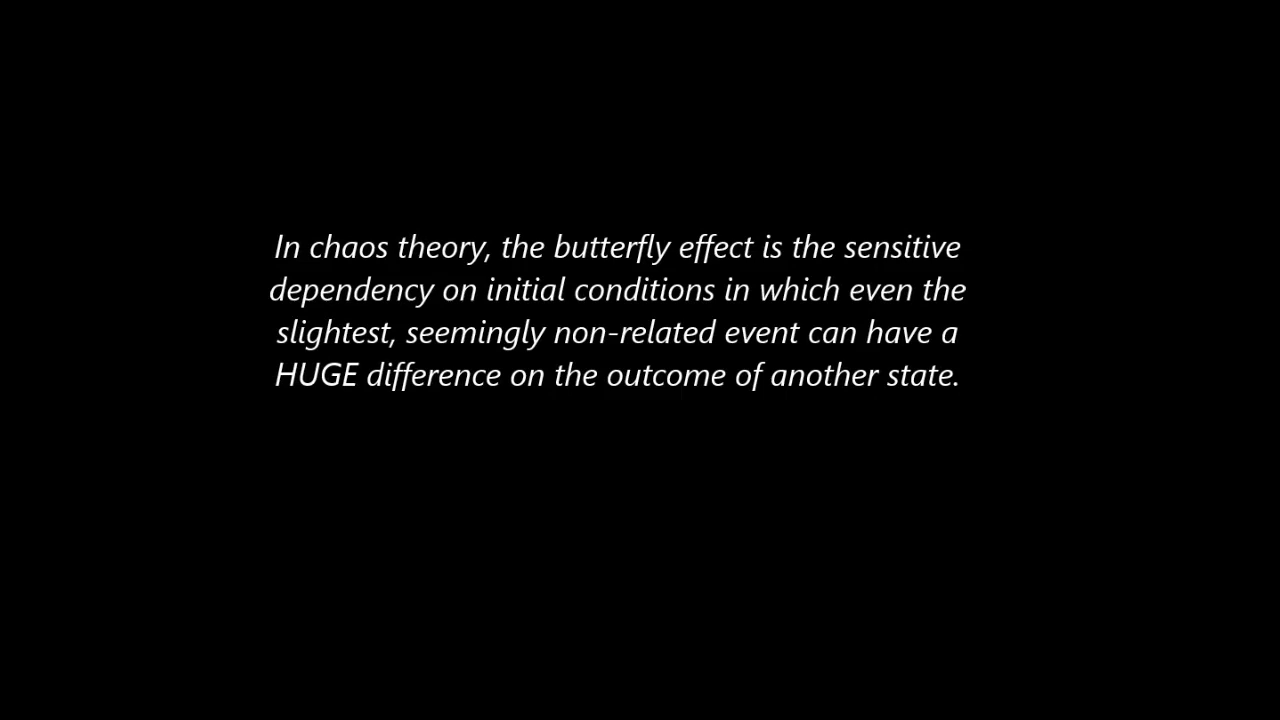 In chaos theory, the butterfly effect is the sensitive
dependency on initial conditions in which even the
slightest, seemingly non-related event can have a
HUGE difference on the outcome of another state.